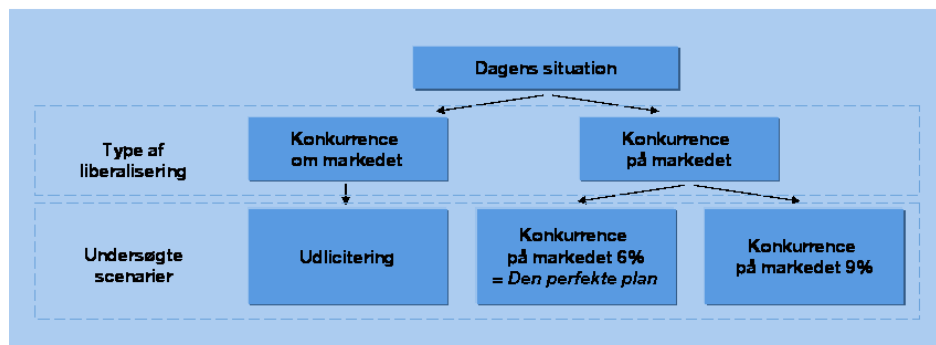 Dagens situation
Type af
liberalisering
Konkurrence
om markedet
Konkurrence
på markedet
Undersøgte
scenarier
Udlicitering
Konkurrence
på markedet 6%
= Den perfekte plan
Konkurrence
på markedet 9%